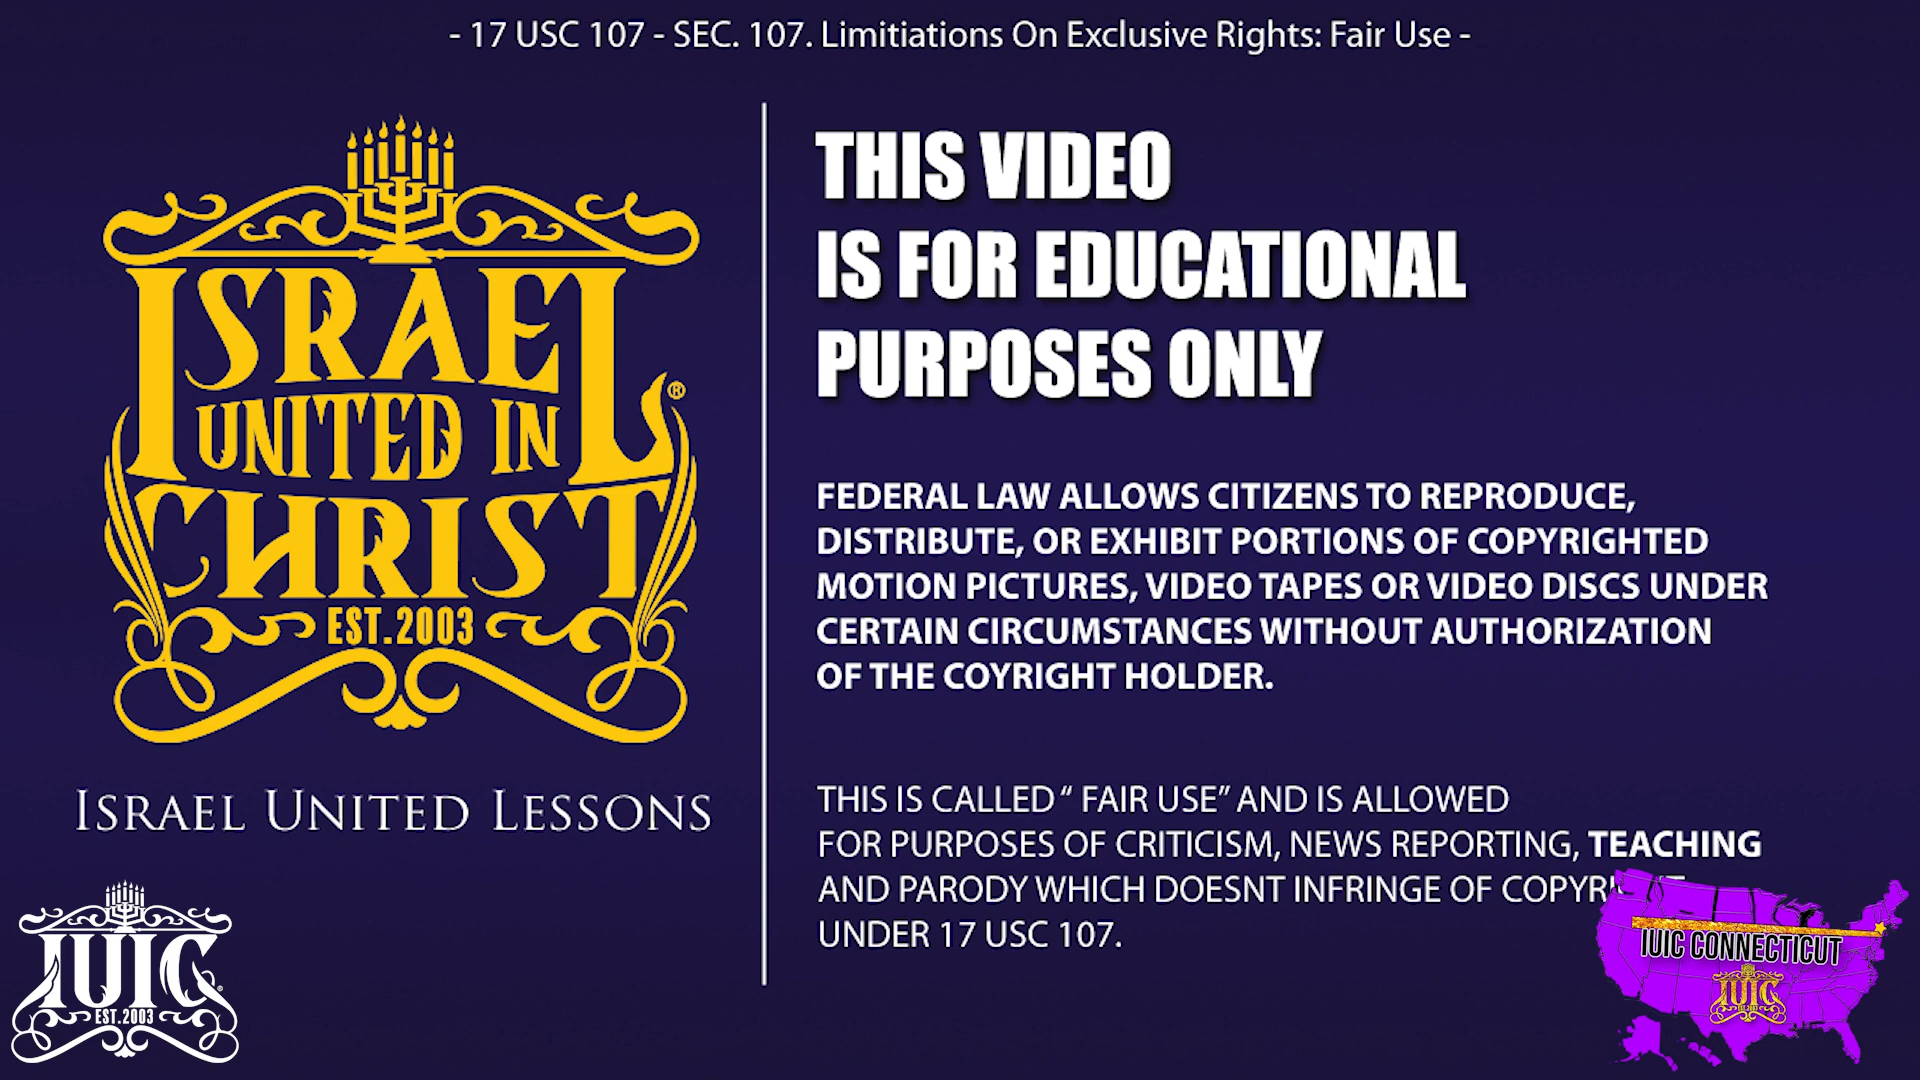 - 17 USC 107 - SEC. 107. Limitiations On Exclusive Rights: Fair Use -
ISRAEL
UNITED IN
CHRIST
®
EST.2003
ISRAEL UNITED LESSONS
THIS VIDEO
IS FOR EDUCATIONAL
PURPOSES ONLY
FEDERAL LAW ALLOWS CITIZENS TO REPRODUCE,
DISTRIBUTE, OR EXHIBIT PORTIONS OF COPYRIGHTED
MOTION PICTURES, VIDEO TAPES OR VIDEO DISCS UNDER
CERTAIN CIRCUMSTANCES WITHOUT AUTHORIZATION
OF THE COYRIGHT HOLDER.
THIS IS CALLED “ FAIR USE” AND IS ALLOWED
FOR PURPOSES OF CRITICISM, NEWS REPORTING, TEACHING
AND PARODY WHICH DOESNT INFRINGE OF
UNDER 17 USC 107.
IUIC
EST.2003
IUIC CONNECTICUT
IUIC